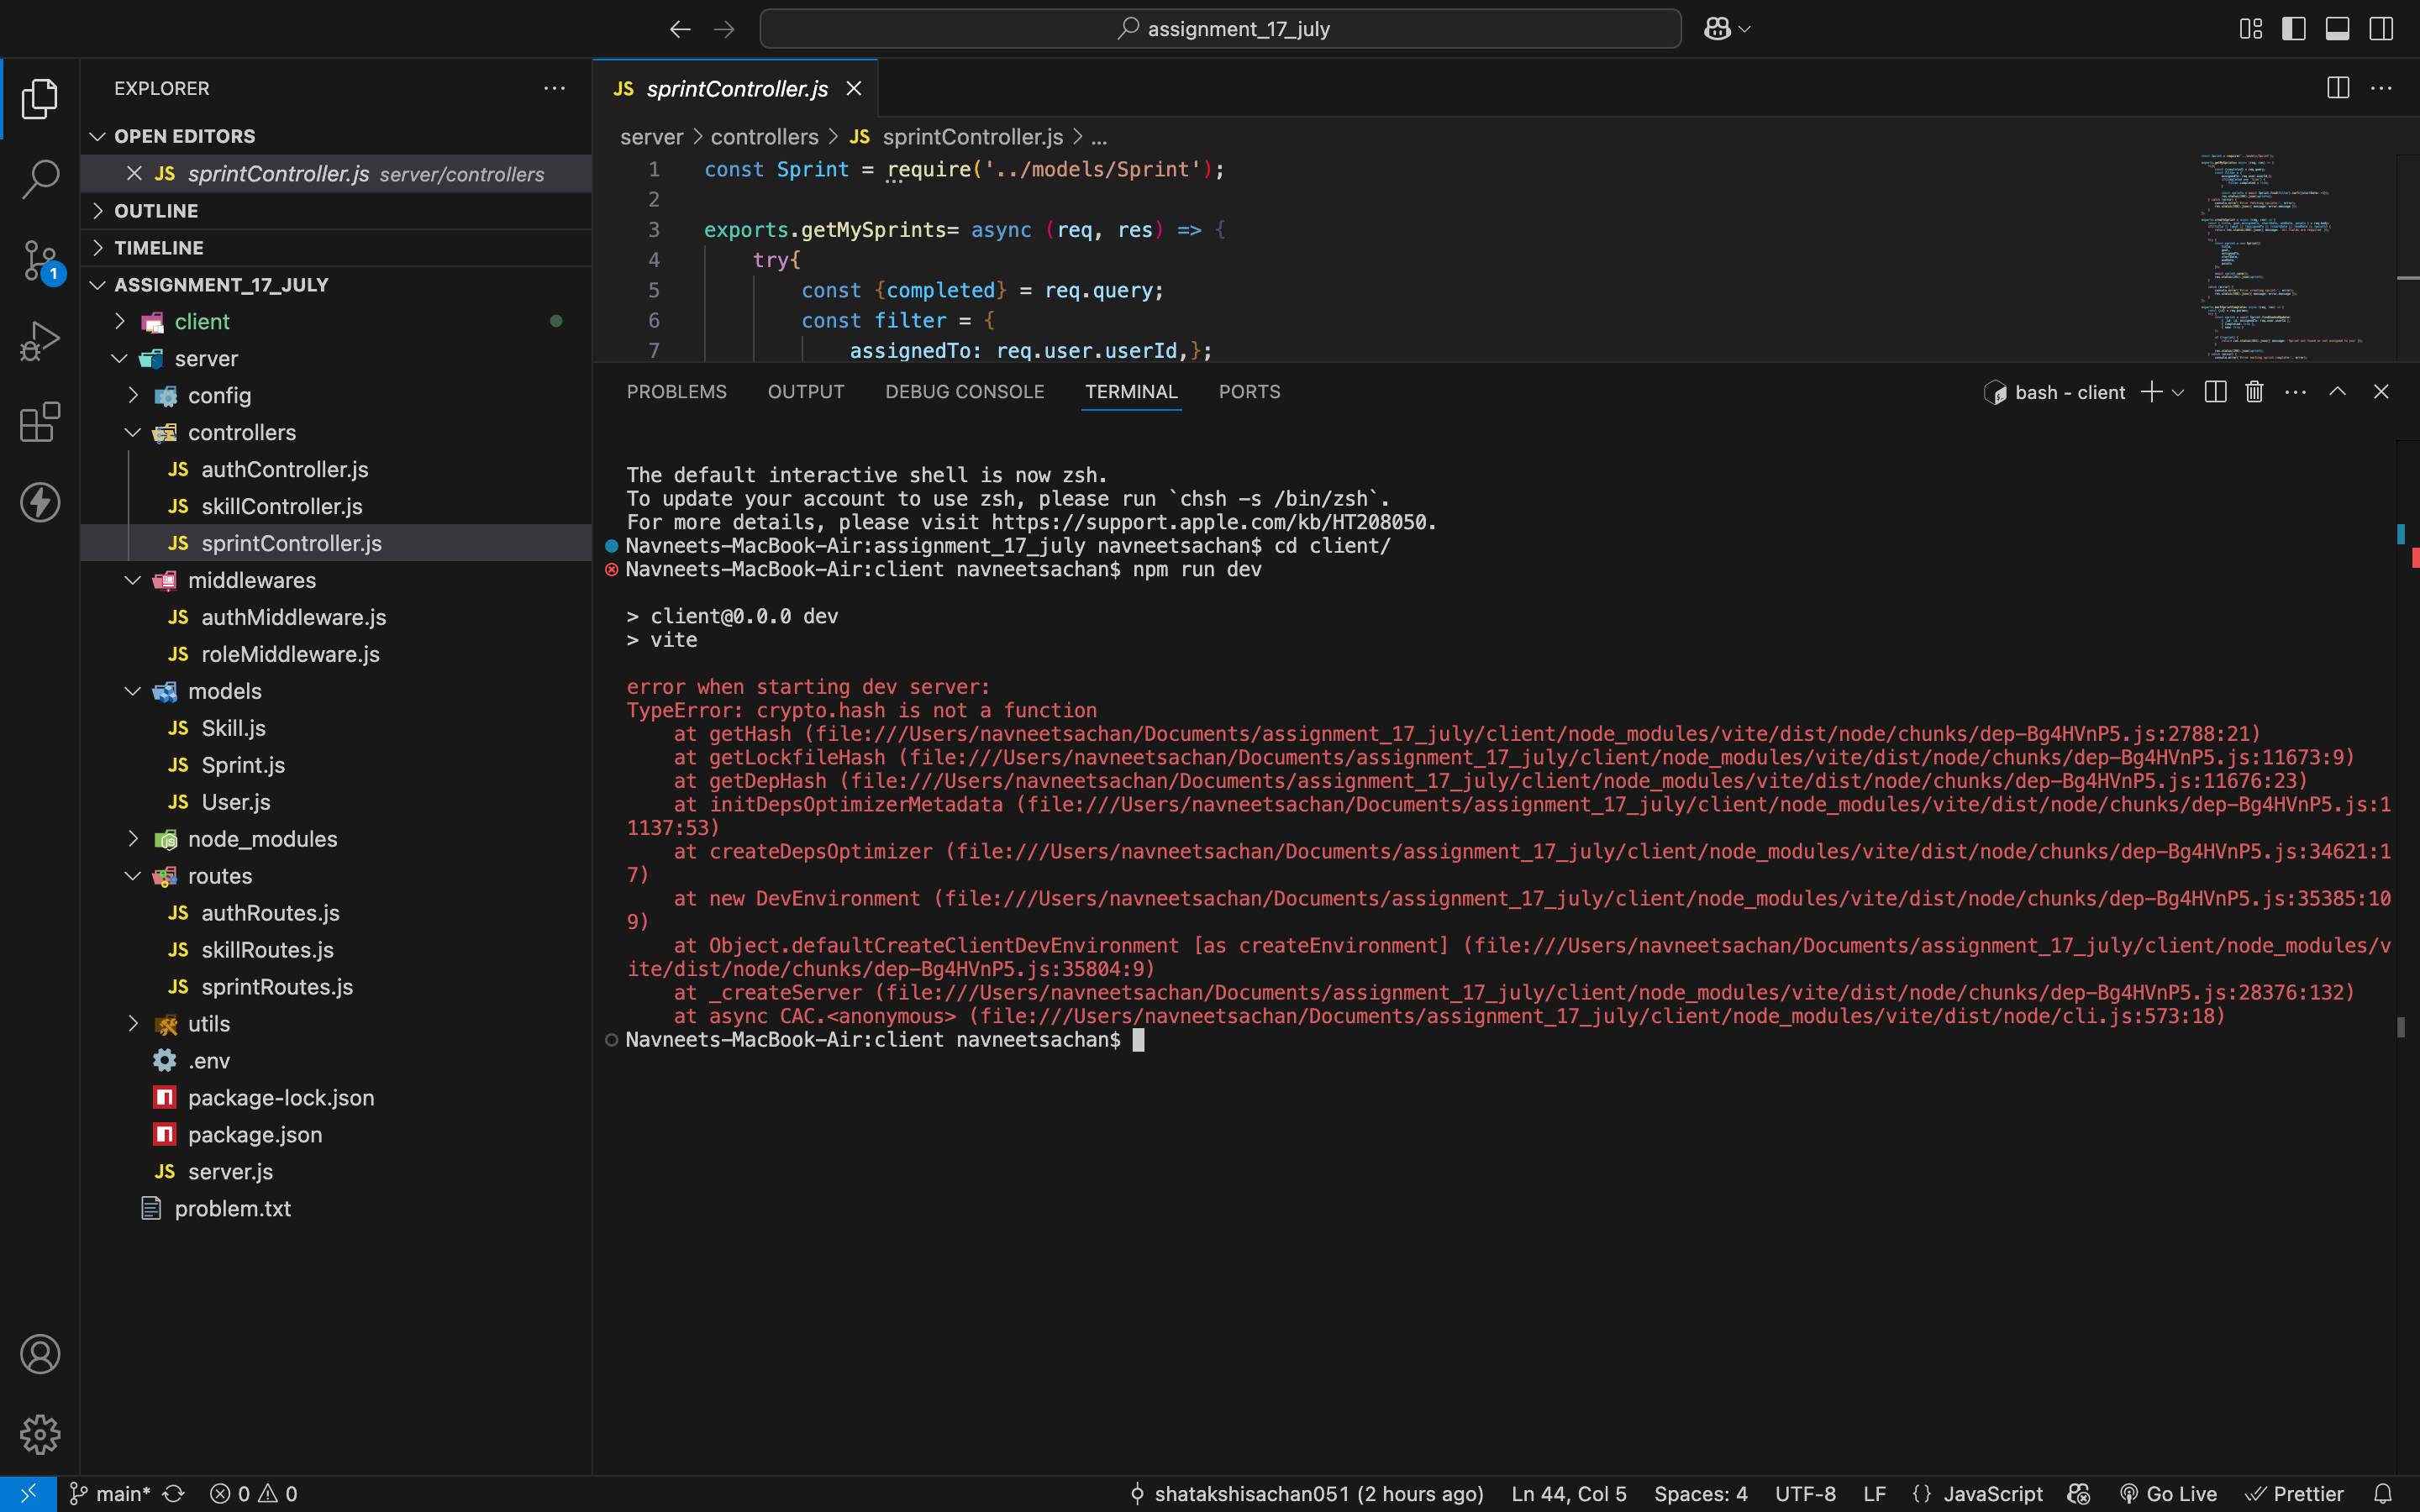 assignment_17_july
EXPLORER
OPEN EDITORS
sprintController.js server/controllers
OUTLINE
TIMELINE
ASSIGNMENT_17_JULY
client
server
config
controllers
JS authController.js
JS skillController.js
JS sprintController.js
middlewares
JS authMiddleware.js
JS roleMiddleware.js
models
JS Skill.js
JS Sprint.js
JS User.js
node_modules
routes
JS authRoutes.js
JS skillRoutes.js
JS sprintRoutes.js
utils
.env
package-lock.json
package.json
JS server.js
problem.txt
1
JS sprintController.js
server > controllers > JS sprintController.js > ...
1 const Sprint = require('../models/Sprint');
2
3 exports.getMySprints= async (req, res) => {
4 try{
5 const {completed} = req.query;
6 const filter = {
7 assignedTo: req.user.userId,};
PROBLEMS OUTPUT DEBUG CONSOLE TERMINAL PORTS
bash - client
The default interactive shell is now zsh.
To update your account to use zsh, please run `chsh -s /bin/zsh`.
For more details, please visit https://support.apple.com/kb/HT208050.
Navneets-MacBook-Air:assignment_17_july navneetsachan$ cd client/
Navneets-MacBook-Air:client navneetsachan$ npm run dev
> client@0.0.0 dev
> vite
error when starting dev server:
TypeError: crypto.hash is not a function
at getHash (file:///Users/navneetsachan/Documents/assignment_17_july/client/node_modules/vite/dist/node/chunks/dep-Bg4HVnP5.js:2788:21)
at getLockfileHash (file:///Users/navneetsachan/Documents/assignment_17_july/client/node_modules/vite/dist/node/chunks/dep-Bg4HVnP5.js:11673:9)
at getDepHash (file:///Users/navneetsachan/Documents/assignment_17_july/client/node_modules/vite/dist/node/chunks/dep-Bg4HVnP5.js:11676:23)
at initDepsOptimizerMetadata (file:///Users/navneetsachan/Documents/assignment_17_july/client/node_modules/vite/dist/node/chunks/dep-Bg4HVnP5.js:1
1137:53)
at createDepsOptimizer (file:///Users/navneetsachan/Documents/assignment_17_july/client/node_modules/vite/dist/node/chunks/dep-Bg4HVnP5.js:34621:1
7)
at new DevEnvironment (file:///Users/navneetsachan/Documents/assignment_17_july/client/node_modules/vite/dist/node/chunks/dep-Bg4HVnP5.js:35385:10
9)
at Object.defaultCreateClientDevEnvironment [as createEnvironment] (file:///Users/navneetsachan/Documents/assignment_17_july/client/node_modules/v
ite/dist/node/chunks/dep-Bg4HVnP5.js:35804:9)
at _createServer (file:///Users/navneetsachan/Documents/assignment_17_july/client/node_modules/vite/dist/node/chunks/dep-Bg4HVnP5.js:28376:132)
at async CAC.<anonymous> (file:///Users/navneetsachan/Documents/assignment_17_july/client/node_modules/vite/dist/node/cli.js:573:18)
Navneets-MacBook-Air:client navneetsachan$
main* 0 0 shatakshisachan051 (2 hours ago) Ln 44, Col 5 Spaces: 4 UTF-8 LF {} JavaScript Go Live Prettier